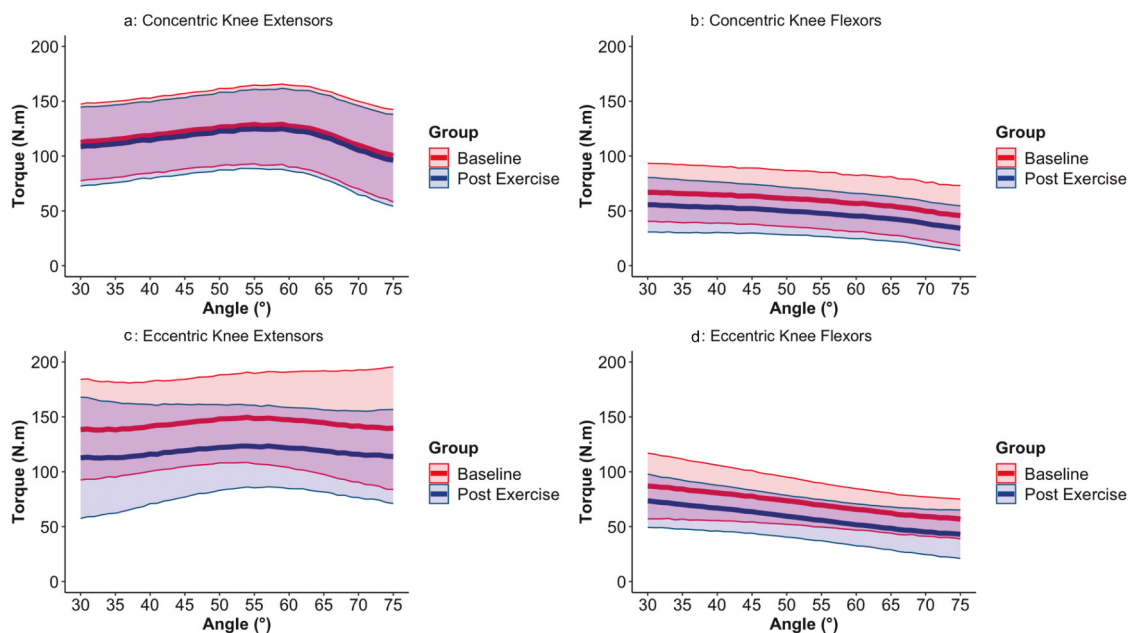 a: Concentric Knee Extensors
200
150
100
50
0
Torque (N.m)
30 35 40 45 50 55 60 65 70 75
Angle (°)
Group
Baseline
Post Exercise
b: Concentric Knee Flexors
200
150
100
50
0
Torque (N.m)
30 35 40 45 50 55 60 65 70 75
Angle (°)
Group
Baseline
Post Exercise
c: Eccentric Knee Extensors
200
150
100
50
0
Torque (N.m)
30 35 40 45 50 55 60 65 70 75
Angle (°)
Group
Baseline
Post Exercise
d: Eccentric Knee Flexors
200
150
100
50
0
Torque (N.m)
30 35 40 45 50 55 60 65 70 75
Angle (°)
Group
Baseline
Post Exercise